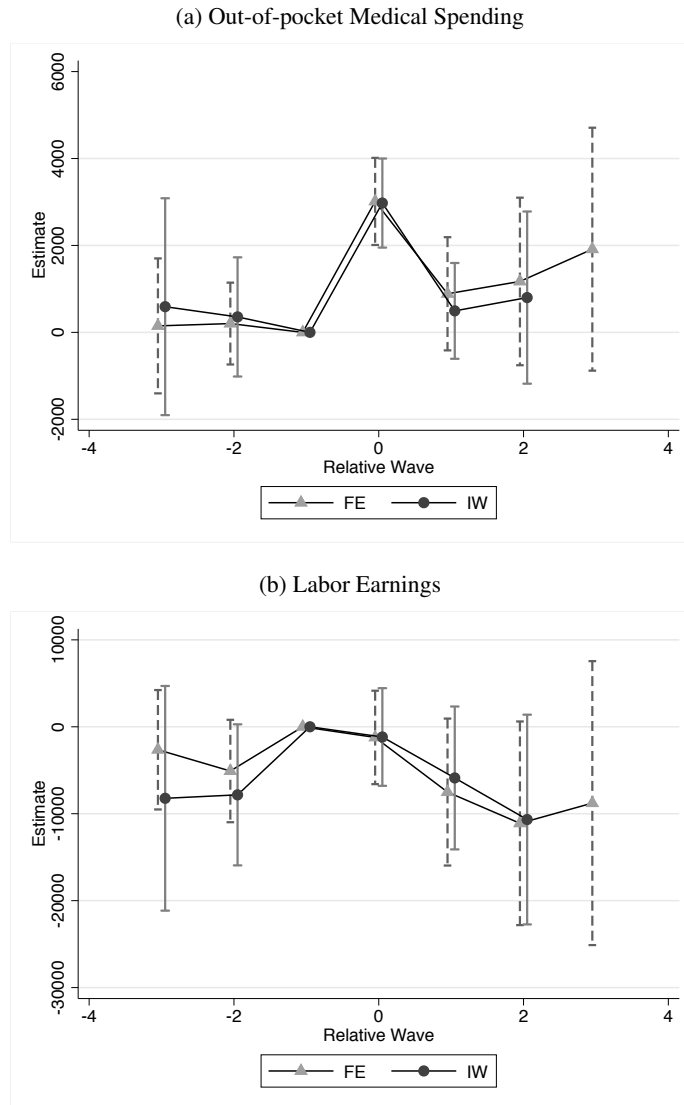 (a) Out-of-pocket Medical Spending
6000
4000
2000
0
-2000
Estimate
-4 -2 0 2 4
Relative Wave
FE IW
(b) Labor Earnings
10000
0
-10000
-20000
-30000
Estimate
-4 -2 0 2 4
Relative Wave
FE IW